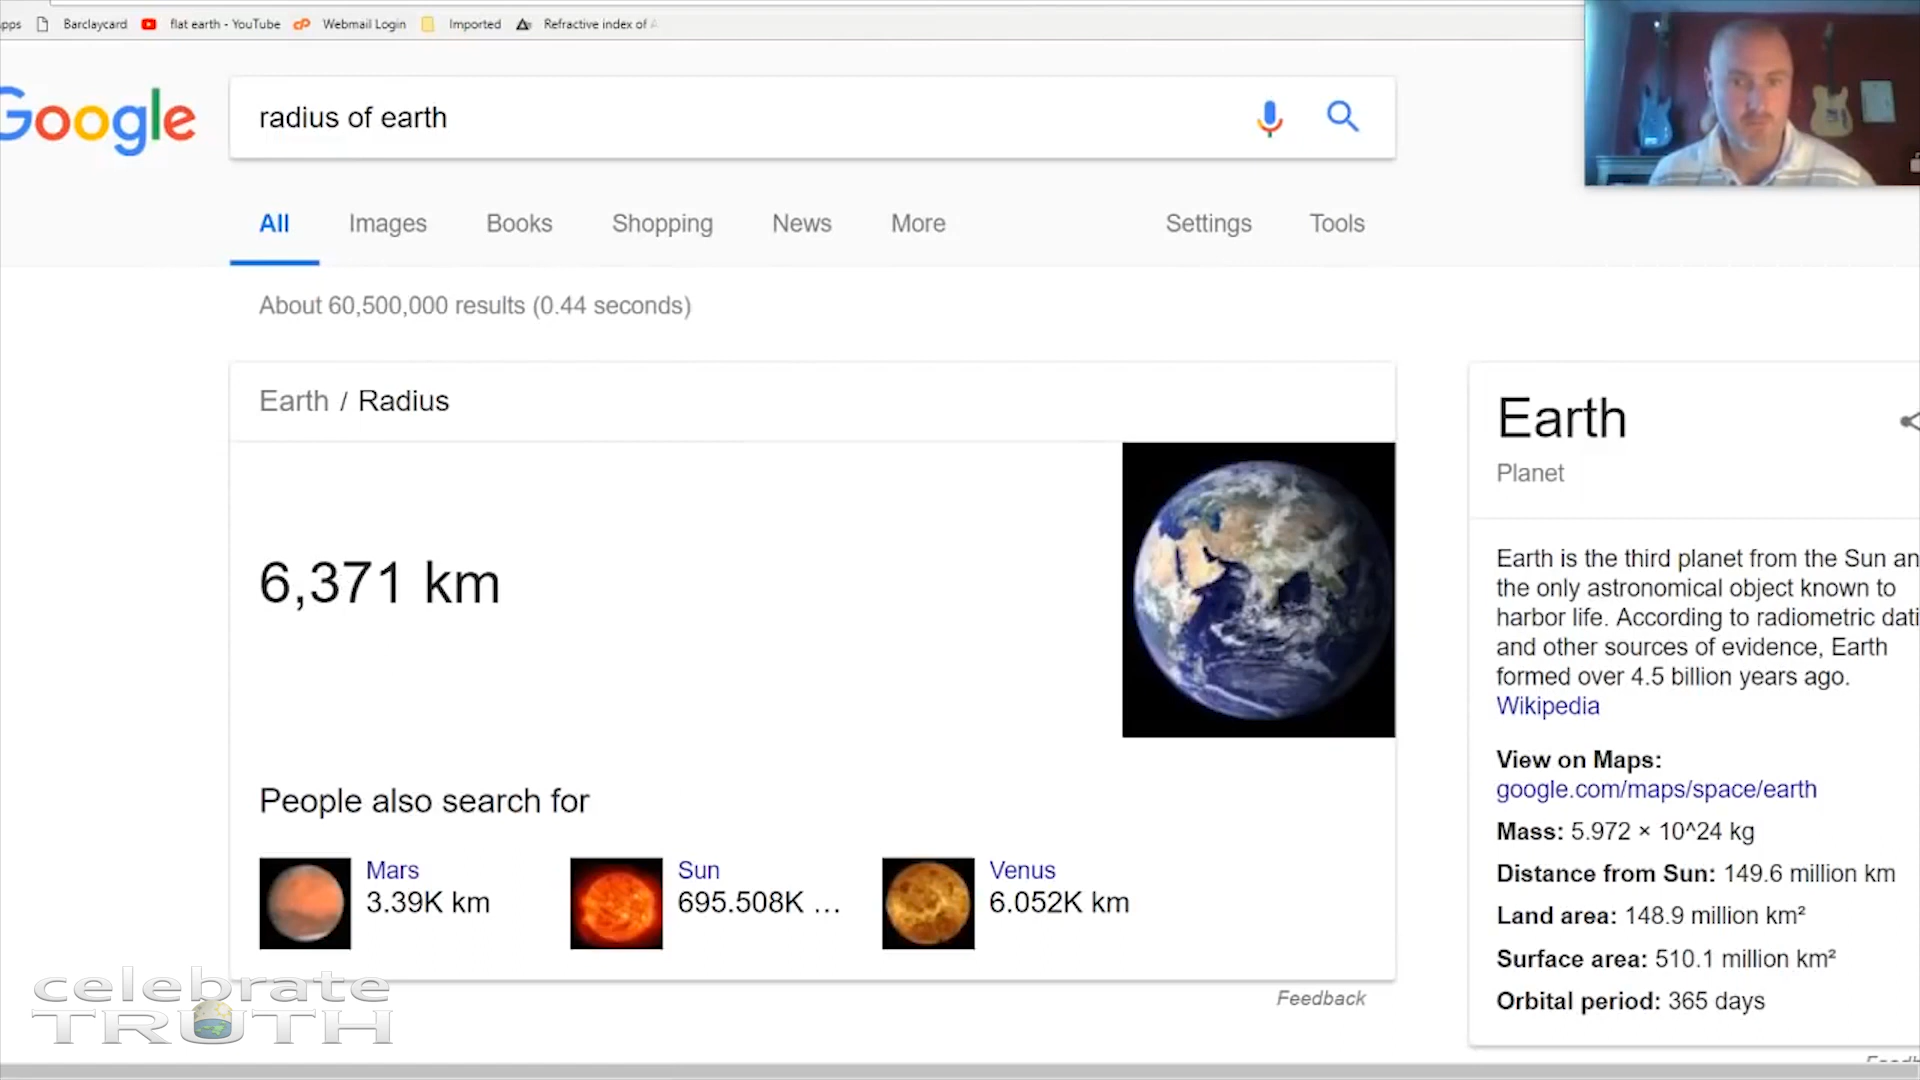 Barclaycard
flat earth - YouTube
Webmail Login
Imported
Refractive index of
Google
radius of earth
All
Images
Books
Shopping
News
More
Settings
Tools
About 60,500,000 results (0.44 seconds)
Earth / Radius
6,371 km
People also search for
Mars
3.39K km
Sun
695.508K ...
Venus
6.052K km
Feedback
Earth
Planet
Earth is the third planet from the Sun an
the only astronomical object known to
harbor life. According to radiometric dati
and other sources of evidence, Earth
formed over 4.5 billion years ago.
Wikipedia
View on Maps:
google.com/maps/space/earth
Mass: 5.972 × 10^24 kg
Distance from Sun: 149.6 million km
Land area: 148.9 million km²
Surface area: 510.1 million km²
Orbital period: 365 days
celebrate
TRUTH